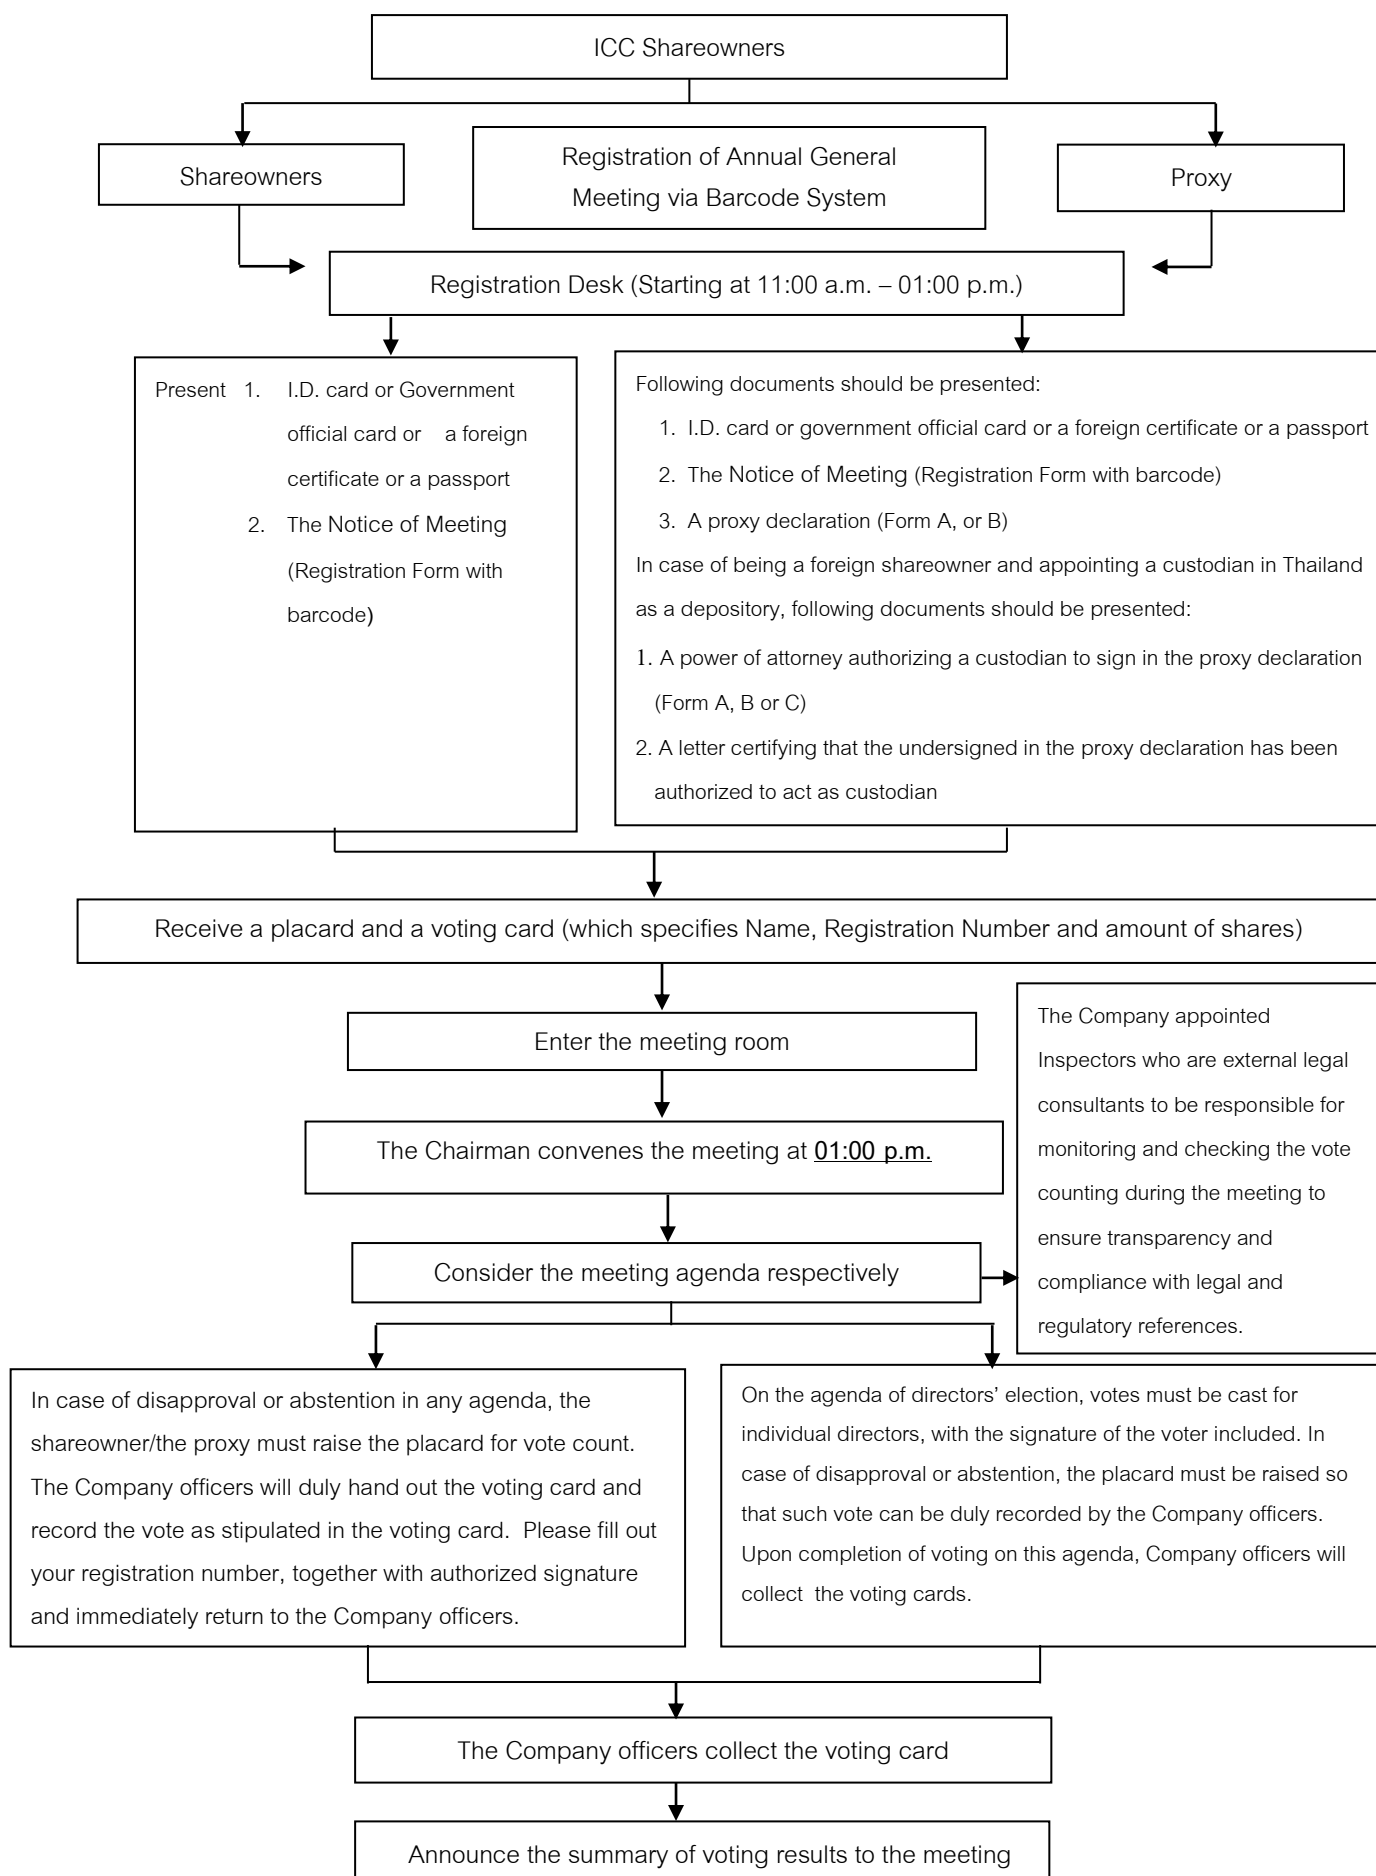 ICC Shareowners
Shareowners
Registration of Annual General
Meeting via Barcode System
Proxy
Registration Desk (Starting at 11:00 a.m. – 01:00 p.m.)
Present 1. I.D. card or Government
official card or a foreign
certificate or a passport
2. The Notice of Meeting
(Registration Form with
barcode)
Following documents should be presented:
1. I.D. card or government official card or a foreign certificate or a passport
2. The Notice of Meeting (Registration Form with barcode)
3. A proxy declaration (Form A, or B)
In case of being a foreign shareowner and appointing a custodian in Thailand
as a depository, following documents should be presented:
1. A power of attorney authorizing a custodian to sign in the proxy declaration
(Form A, B or C)
2. A letter certifying that the undersigned in the proxy declaration has been
authorized to act as custodian
Receive a placard and a voting card (which specifies Name, Registration Number and amount of shares)
Enter the meeting room
The Chairman convenes the meeting at 01:00 p.m.
Consider the meeting agenda respectively
The Company appointed
Inspectors who are external legal
consultants to be responsible for
monitoring and checking the vote
counting during the meeting to
ensure transparency and
compliance with legal and
regulatory references.
In case of disapproval or abstention in any agenda, the
shareowner/the proxy must raise the placard for vote count.
The Company officers will duly hand out the voting card and
record the vote as stipulated in the voting card. Please fill out
your registration number, together with authorized signature
and immediately return to the Company officers.
On the agenda of directors’ election, votes must be cast for
individual directors, with the signature of the voter included. In
case of disapproval or abstention, the placard must be raised so
that such vote can be duly recorded by the Company officers.
Upon completion of voting on this agenda, Company officers will
collect the voting cards.
The Company officers collect the voting card
Announce the summary of voting results to the meeting